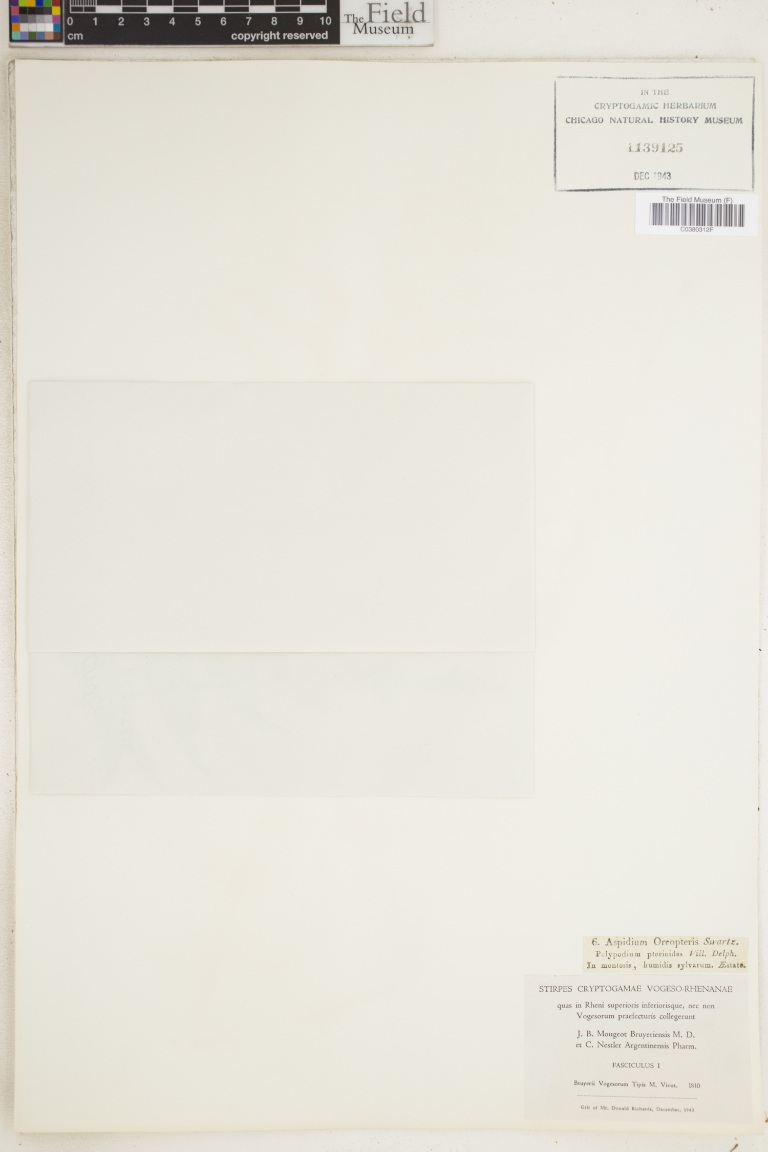 0 1 2 3 4 5 6 7 8 9 10
cm
copyright reserved
The Field
Museum
IN THE
CRYPTOGAMIC HERBARIUM
CHICAGO NATURAL HISTORY MUSEUM
1139125
DEC 1943
The Field Museum (F)
C0380312F
6. Aspidium Oreopteris Swartz.
Polypodium pterioides Vill. Delph.
In montosis, humidis sylvarum. Æstate.
STIRPES CRYPTOGAMAE VOGESO-RHENANAE
quas in Rheni superioris inferiorisque, nec non
Vogesorum praefecturis collegerunt
J. B. Mougeot Bruyeriensis M. D.
et C. Nestler Argentinensis Pharm.
FASCICULUS I
Bruyerii Vogesorum Tipis M. Vivot. 1810
Gift of Mr. Donald Richards, December, 1943